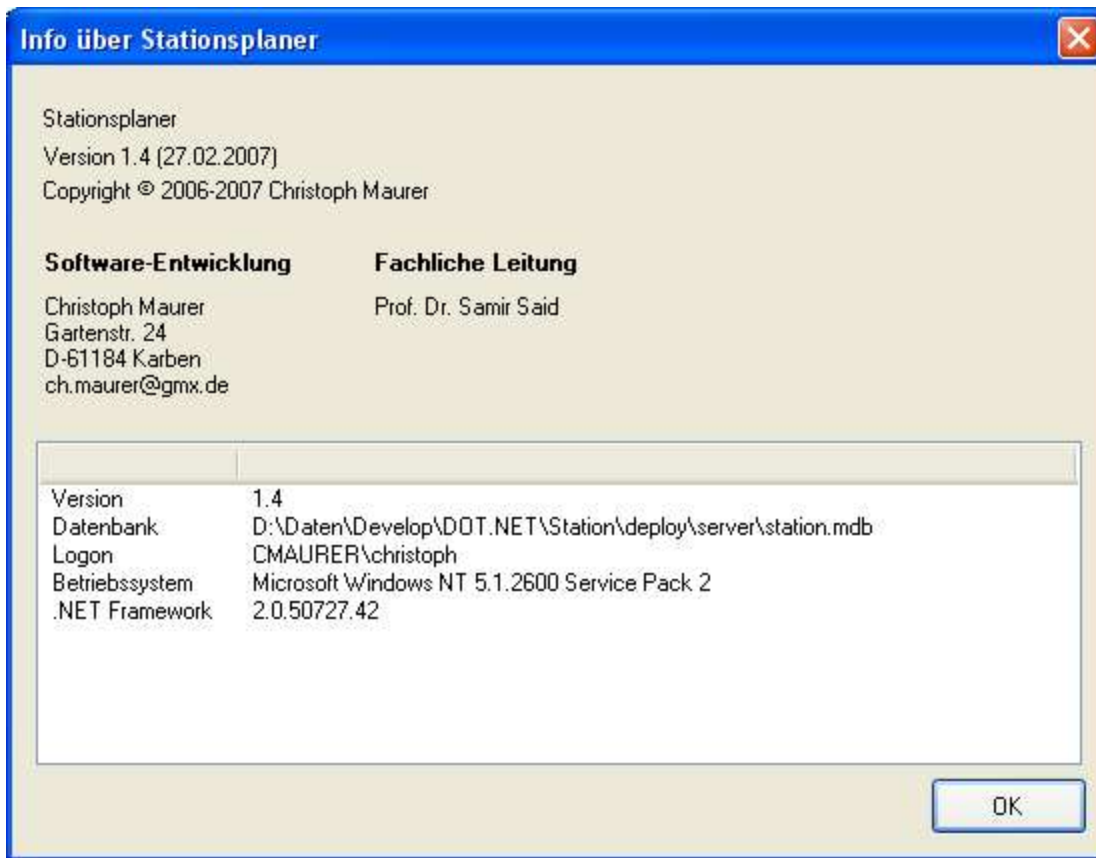 Info über Stationsplaner
Stationsplaner
Version 1.4 (27.02.2007)
Copyright © 2006-2007 Christoph Maurer
Software-Entwicklung
Christoph Maurer
Gartenstr. 24
D-61184 Karben
ch.maurer@gmx.de
Fachliche Leitung
Prof. Dr. Samir Said
Version 1.4
Datenbank D:\Daten\Develop\DOT.NET\Station\deploy\server\station.mdb
Logon CMAURER\christoph
Betriebssystem Microsoft Windows NT 5.1.2600 Service Pack 2
.NET Framework 2.0.50727.42
OK